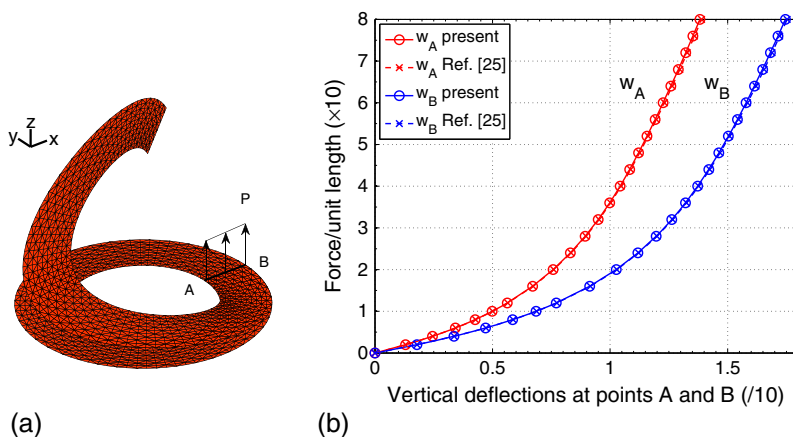 z
y x
P
A B
(a)
8
7
6
5
4
3
2
1
0
Force/unit length (×10)
w_A present
w_A Ref. [25]
w_B present
w_B Ref. [25]
w_A
w_B
0 0.5 1 1.5
Vertical deflections at points A and B (/10)
(b)